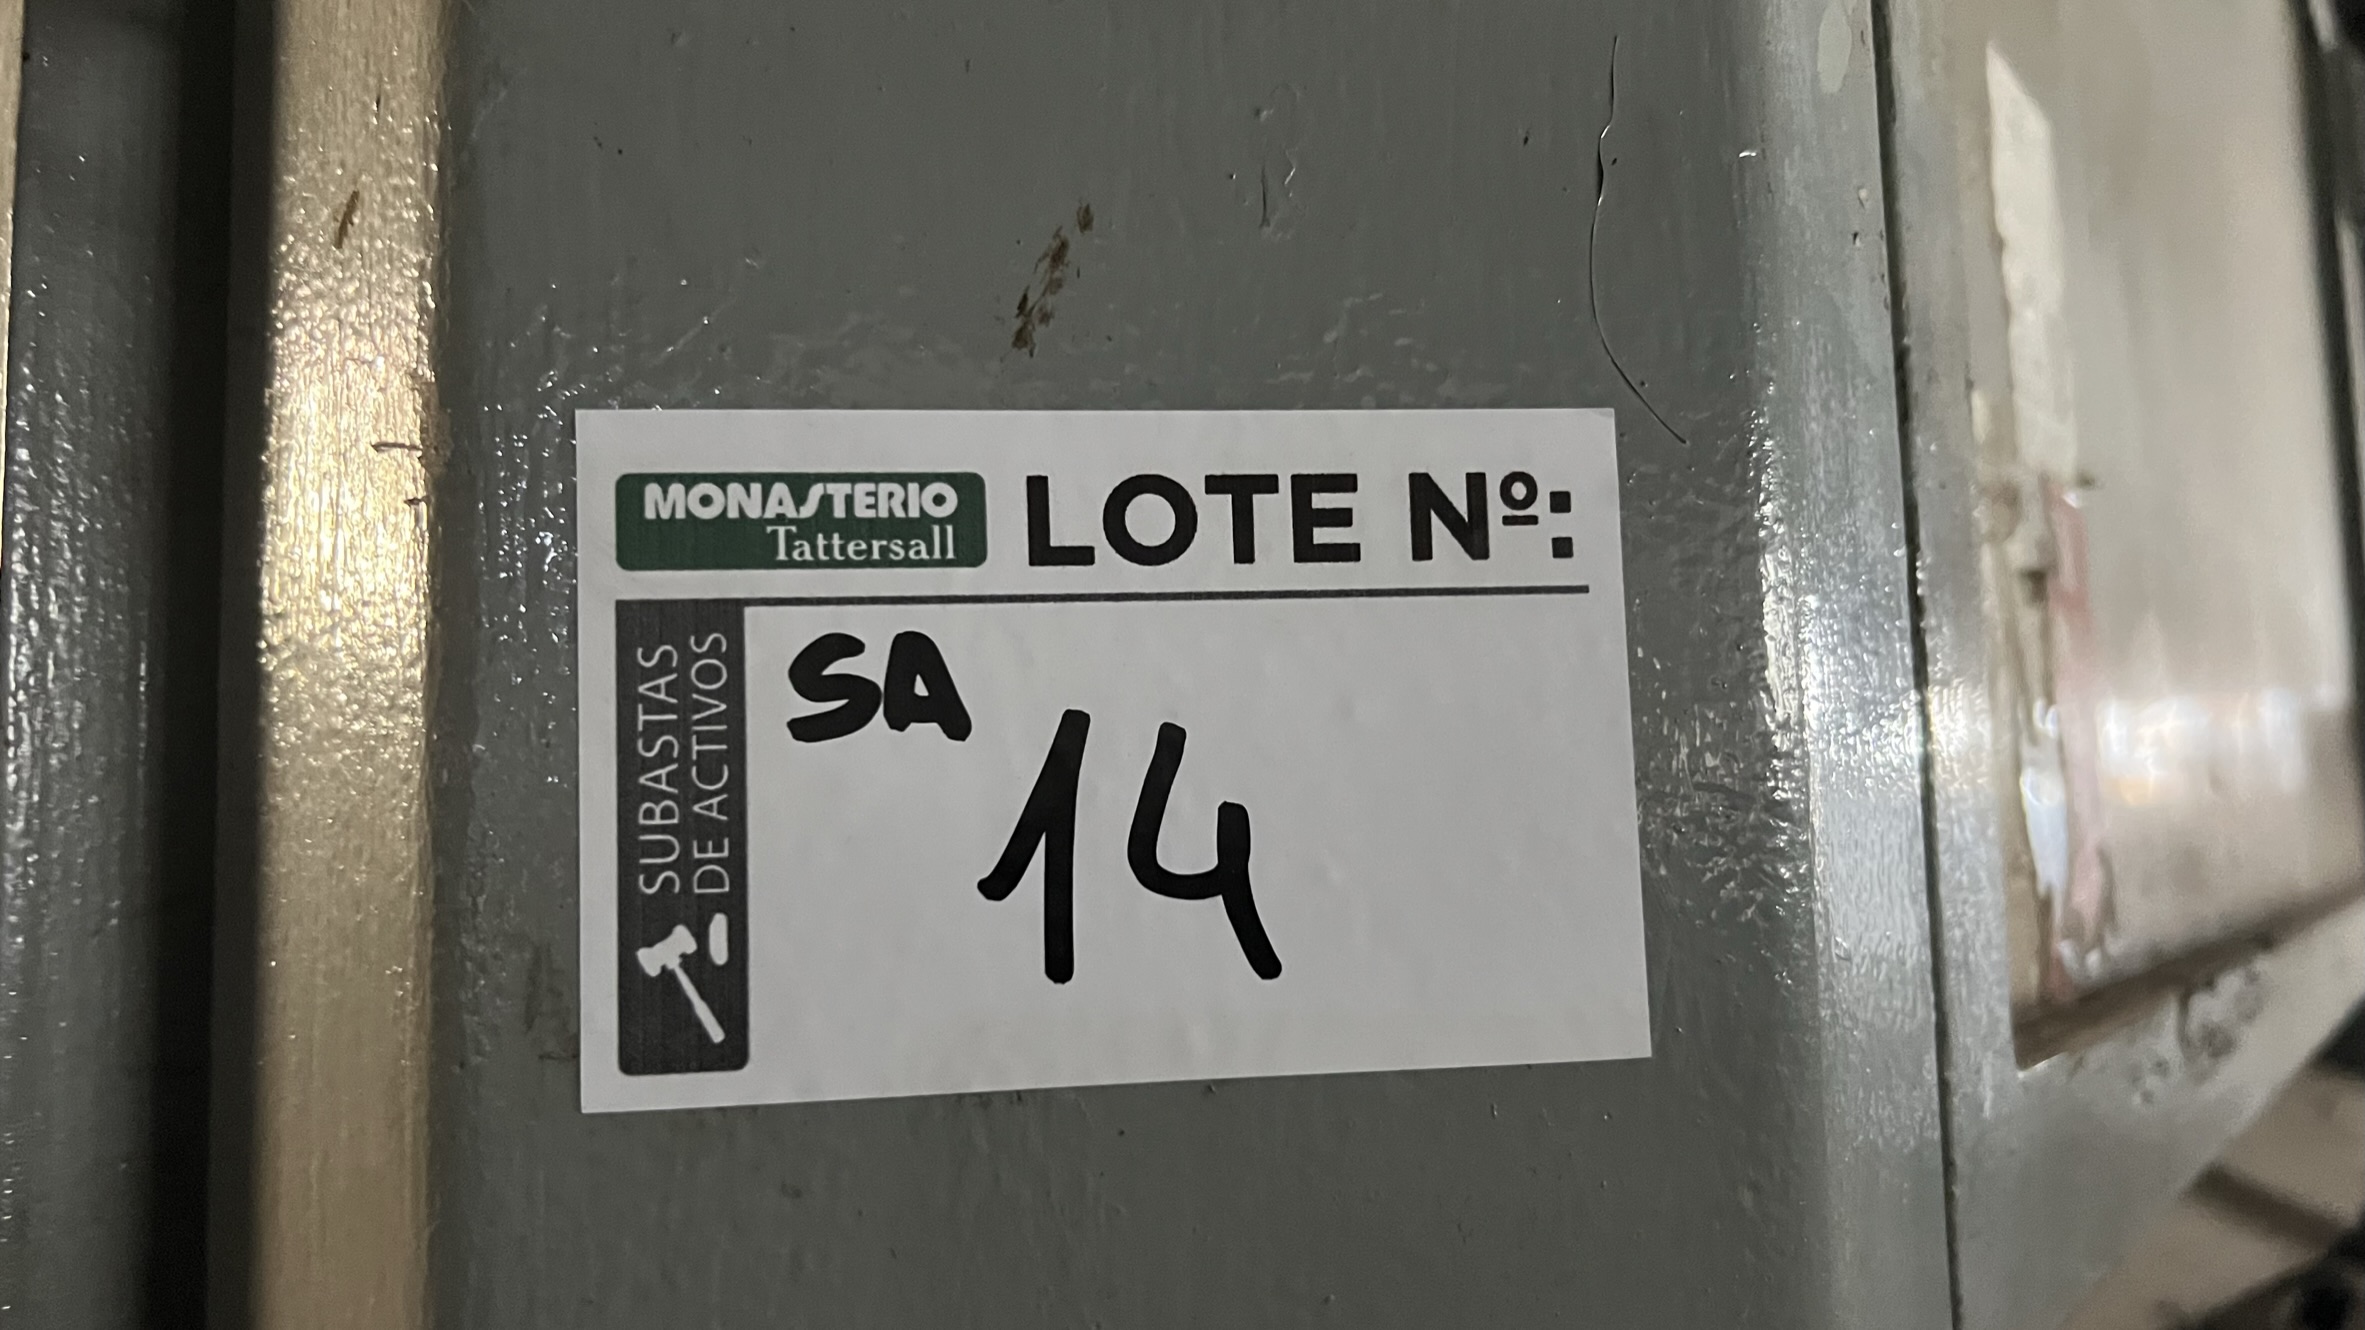 MONASTERIO
Tattersall
LOTE Nº:
SUBASTAS
DE ACTIVOS
SA
14